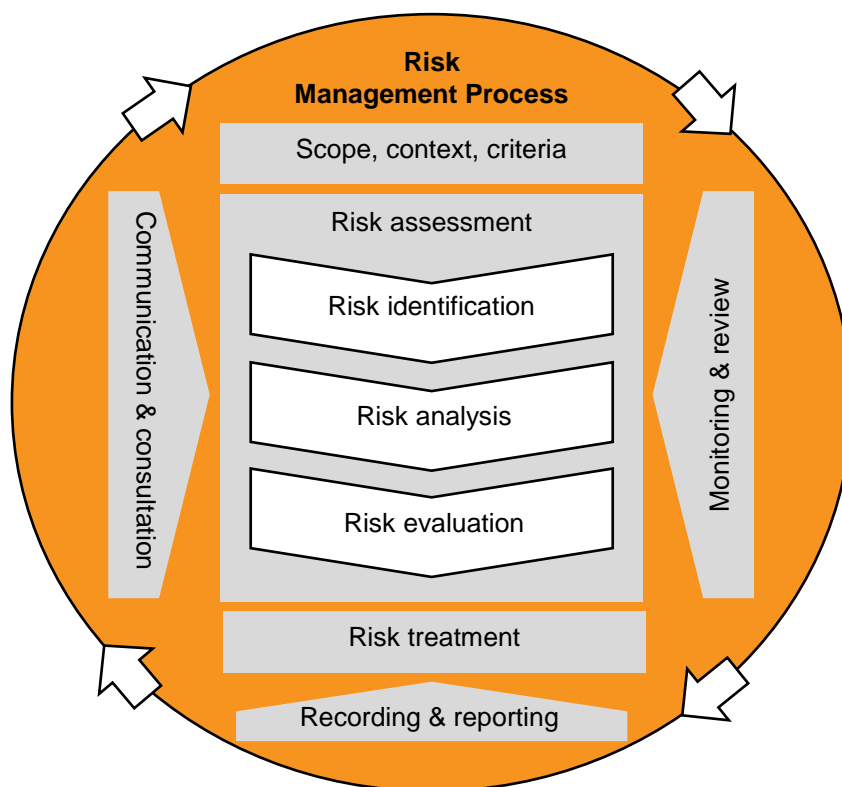 Risk
Management Process
Scope, context, criteria
Risk assessment
Risk identification
Risk analysis
Risk evaluation
Communication & consultation
Monitoring & review
Risk treatment
Recording & reporting